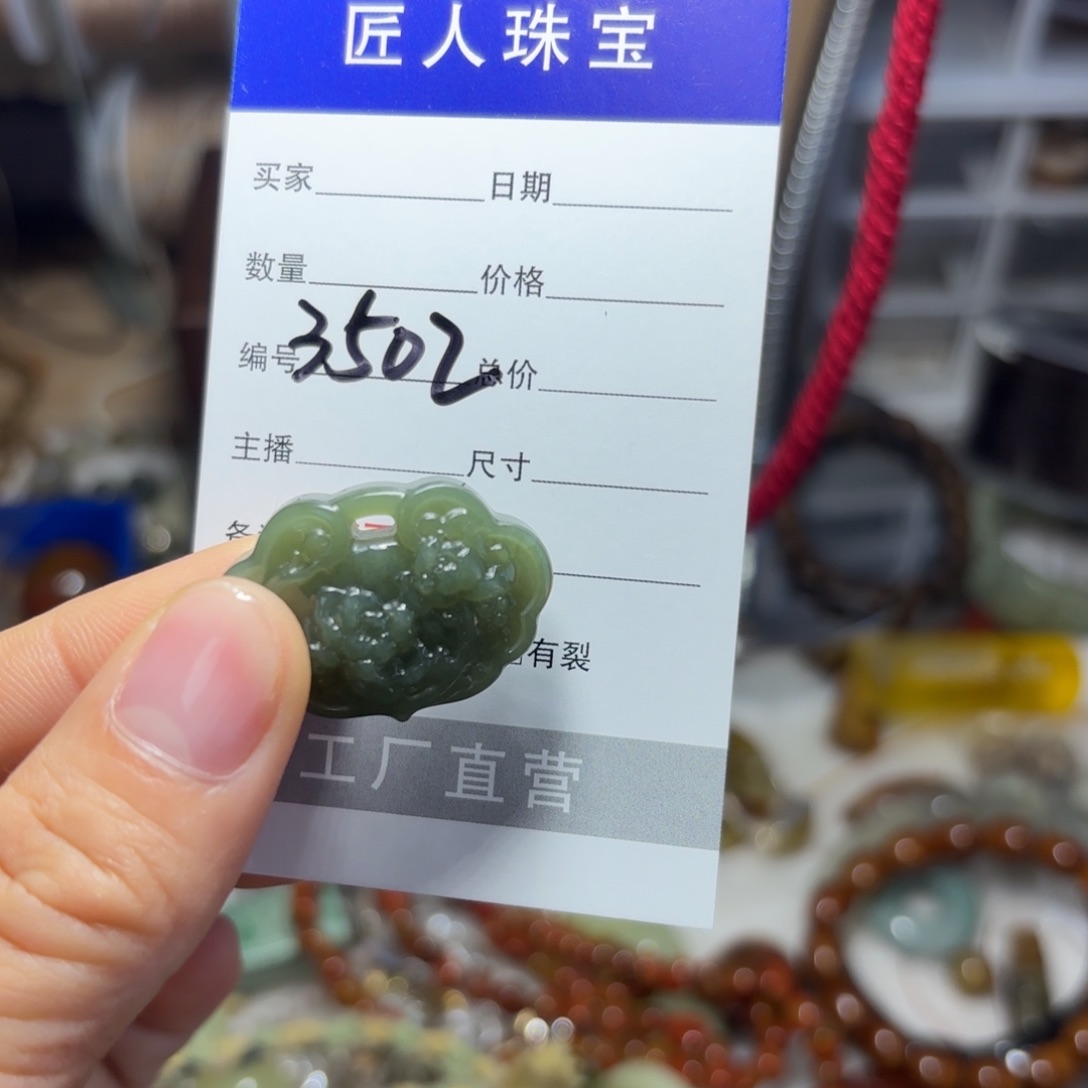 匠人珠宝
买家 日期
数量 价格
编号 3502 总价
主播 尺寸
有裂
工厂直营